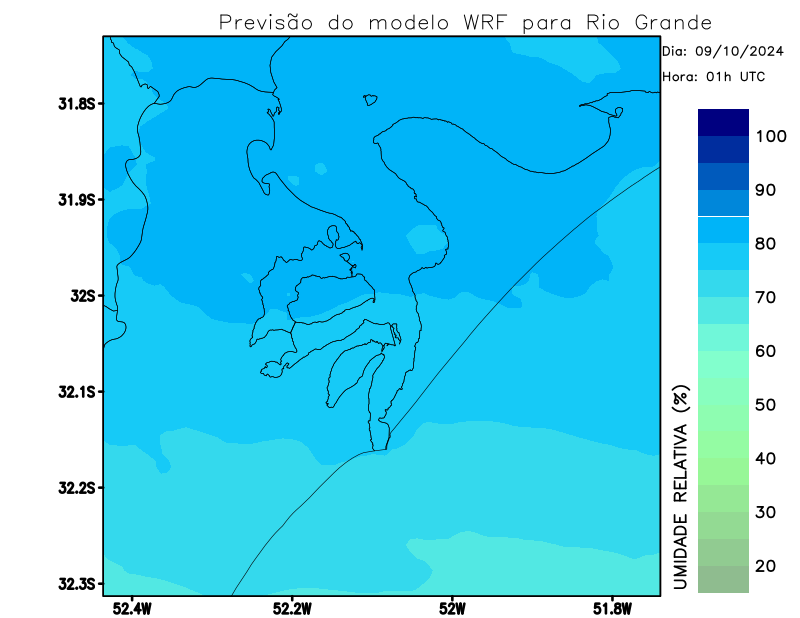 Previsão do modelo WRF para Rio Grande
Dia: 09/10/2024
Hora: 01h UTC
31.8S
31.9S
32S
32.1S
32.2S
32.3S
52.4W
52.2W
52W
51.8W
100
90
80
70
60
50
40
30
20
UMIDADE RELATIVA (%)